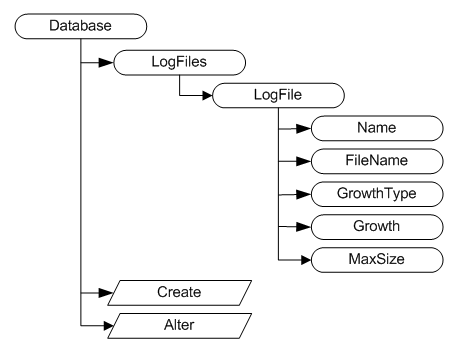 Database
LogFiles
LogFile
Name
FileName
GrowthType
Growth
MaxSize
Create
Alter